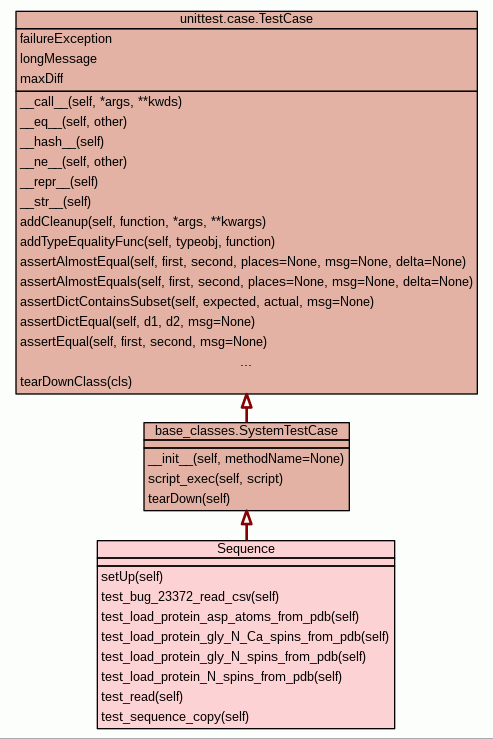 unittest.case.TestCase
failureException
longMessage
maxDiff
__call__(self, *args, **kwds)
__eq__(self, other)
__hash__(self)
__ne__(self, other)
__repr__(self)
__str__(self)
addCleanup(self, function, *args, **kwargs)
addTypeEqualityFunc(self, typeobj, function)
assertAlmostEqual(self, first, second, places=None, msg=None, delta=None)
assertAlmostEquals(self, first, second, places=None, msg=None, delta=None)
assertDictContainsSubset(self, expected, actual, msg=None)
assertDictEqual(self, d1, d2, msg=None)
assertEqual(self, first, second, msg=None)
...
tearDownClass(cls)
base_classes.SystemTestCase
__init__(self, methodName=None)
script_exec(self, script)
tearDown(self)
Sequence
setUp(self)
test_bug_23372_read_csv(self)
test_load_protein_asp_atoms_from_pdb(self)
test_load_protein_gly_N_Ca_spins_from_pdb(self)
test_load_protein_gly_N_spins_from_pdb(self)
test_load_protein_N_spins_from_pdb(self)
test_read(self)
test_sequence_copy(self)